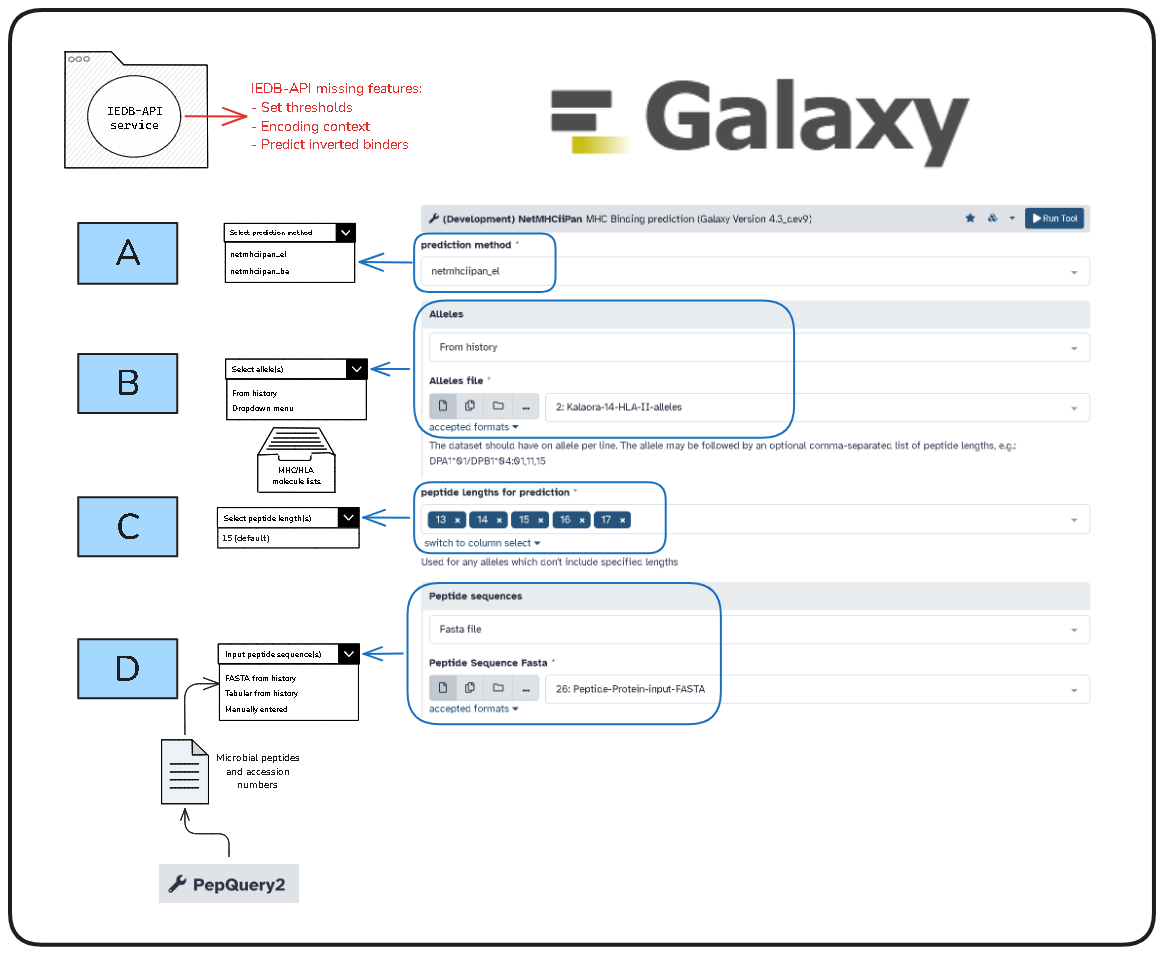 IEDB-API
service
IEDB-API missing features:
- Set thresholds
- Encoding context
- Predict inverted binders
Galaxy
A
Select prediction method
netmhciipan_el
netmhciipan_ba
(Development) NetMHCiiPan MHC Binding prediction (Galaxy Version 4.3_dev9)
Run Tool
prediction method *
netmhciipan_el
B
Select allele(s)
From history
Dropdown menu
MHC/HLA
molecule lists
Alleles
From history
Alleles file *
2: Kalaora-14-HLA-II-alleles
accepted formats
The dataset should have on allele per line. The allele may be followed by an optional comma-separated list of peptide lengths, e.g.:
DPA1*01/DPB1*04:01,11,15
C
Select peptide length(s)
15 (default)
peptide lengths for prediction *
13 × 14 × 15 × 16 × 17 ×
switch to column select
Used for any alleles which don't include specified lengths
D
Input peptide sequence(s)
FASTA from history
Tabular from history
Manually entered
Peptide sequences
Fasta file
Peptide Sequence Fasta *
26: Peptide-Protein-input-FASTA
accepted formats
Microbial peptides
and accession
numbers
PepQuery2